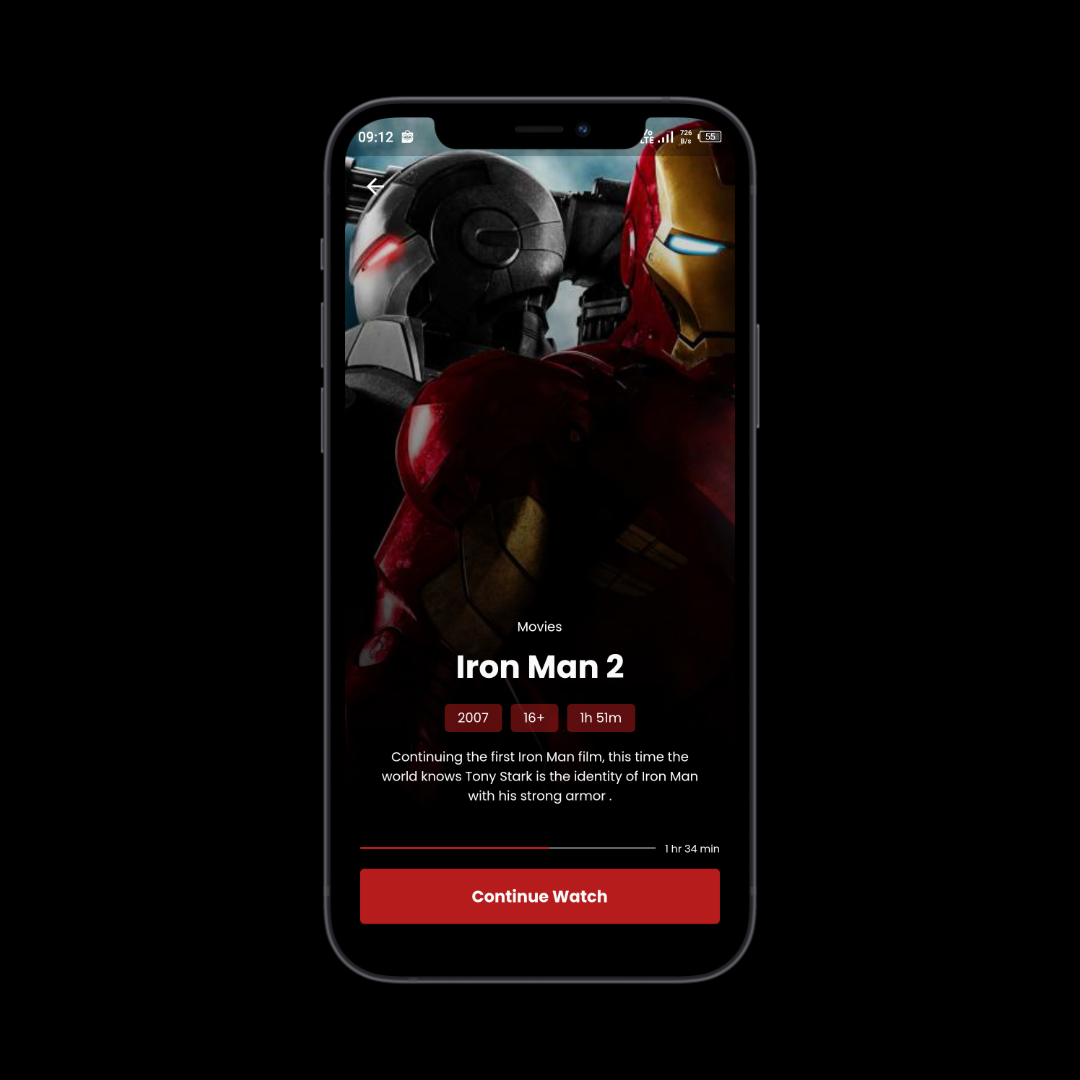 09:12
726
B/s
55
Movies
Iron Man 2
2007 16+ 1h 51m
Continuing the first Iron Man film, this time the
world knows Tony Stark is the identity of Iron Man
with his strong armor .
1 hr 34 min
Continue Watch